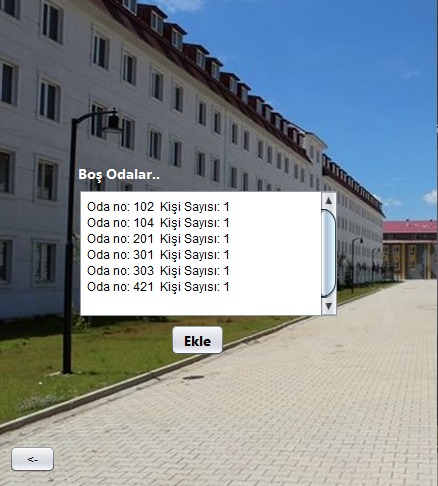 Boş Odalar..
Oda no: 102 Kişi Sayısı: 1
Oda no: 104 Kişi Sayısı: 1
Oda no: 201 Kişi Sayısı: 1
Oda no: 301 Kişi Sayısı: 1
Oda no: 303 Kişi Sayısı: 1
Oda no: 421 Kişi Sayısı: 1
Ekle
<-